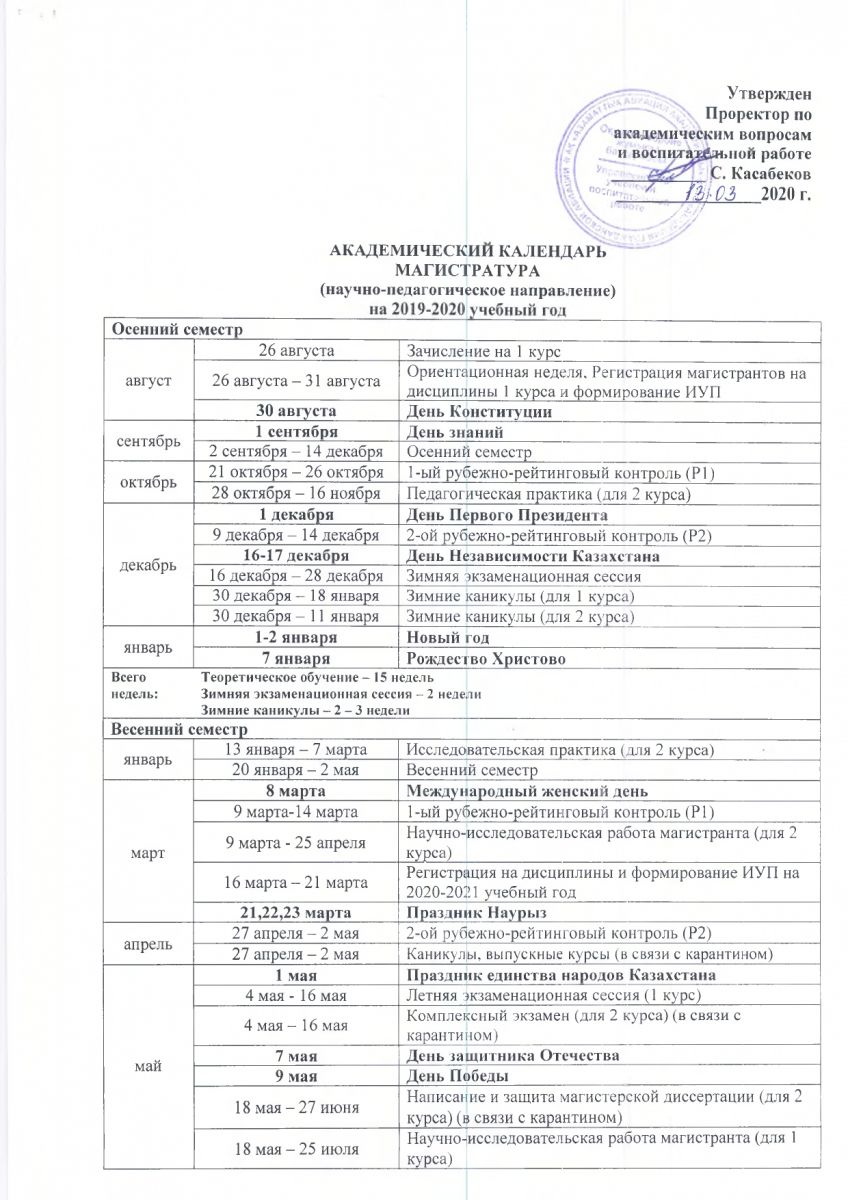 Утвержден
Проректор по
академическим вопросам
и воспитательной работе
С. Касабеков
13.03 2020 г.
АКАДЕМИЧЕСКИЙ КАЛЕНДАРЬ
МАГИСТРАТУРА
(научно-педагогическое направление)
на 2019-2020 учебный год
Осенний семестр
август
26 августа Зачисление на 1 курс
26 августа – 31 августа Ориентационная неделя. Регистрация магистрантов на
дисциплины 1 курса и формирование ИУП
30 августа День Конституции
сентябрь
1 сентября День знаний
2 сентября – 14 декабря Осенний семестр
октябрь
21 октября – 26 октября 1-ый рубежно-рейтинговый контроль (Р1)
28 октября – 16 ноября Педагогическая практика (для 2 курса)
декабрь
1 декабря День Первого Президента
9 декабря – 14 декабря 2-ой рубежно-рейтинговый контроль (Р2)
16-17 декабря День Независимости Казахстана
16 декабря – 28 декабря Зимняя экзаменационная сессия
30 декабря – 18 января Зимние каникулы (для 1 курса)
30 декабря – 11 января Зимние каникулы (для 2 курса)
январь
1-2 января Новый год
7 января Рождество Христово
Всего Теоретическое обучение – 15 недель
недель: Зимняя экзаменационная сессия – 2 недели
Зимние каникулы – 2 – 3 недели
Весенний семестр
январь
13 января – 7 марта Исследовательская практика (для 2 курса)
20 января – 2 мая Весенний семестр
март
8 марта Международный женский день
9 марта-14 марта 1-ый рубежно-рейтинговый контроль (Р1)
9 марта - 25 апреля Научно-исследовательская работа магистранта (для 2
курса)
16 марта – 21 марта Регистрация на дисциплины и формирование ИУП на
2020-2021 учебный год
21,22,23 марта Праздник Наурыз
апрель
27 апреля – 2 мая 2-ой рубежно-рейтинговый контроль (Р2)
27 апреля – 2 мая Каникулы, выпускные курсы (в связи с карантином)
май
1 мая Праздник единства народов Казахстана
4 мая - 16 мая Летняя экзаменационная сессия (1 курс)
4 мая – 16 мая Комплексный экзамен (для 2 курса) (в связи с
карантином)
7 мая День защитника Отечества
9 мая День Победы
18 мая – 27 июня Написание и защита магистерской диссертации (для 2
курса) (в связи с карантином)
18 мая – 25 июля Научно-исследовательская работа магистранта (для 1
курса)